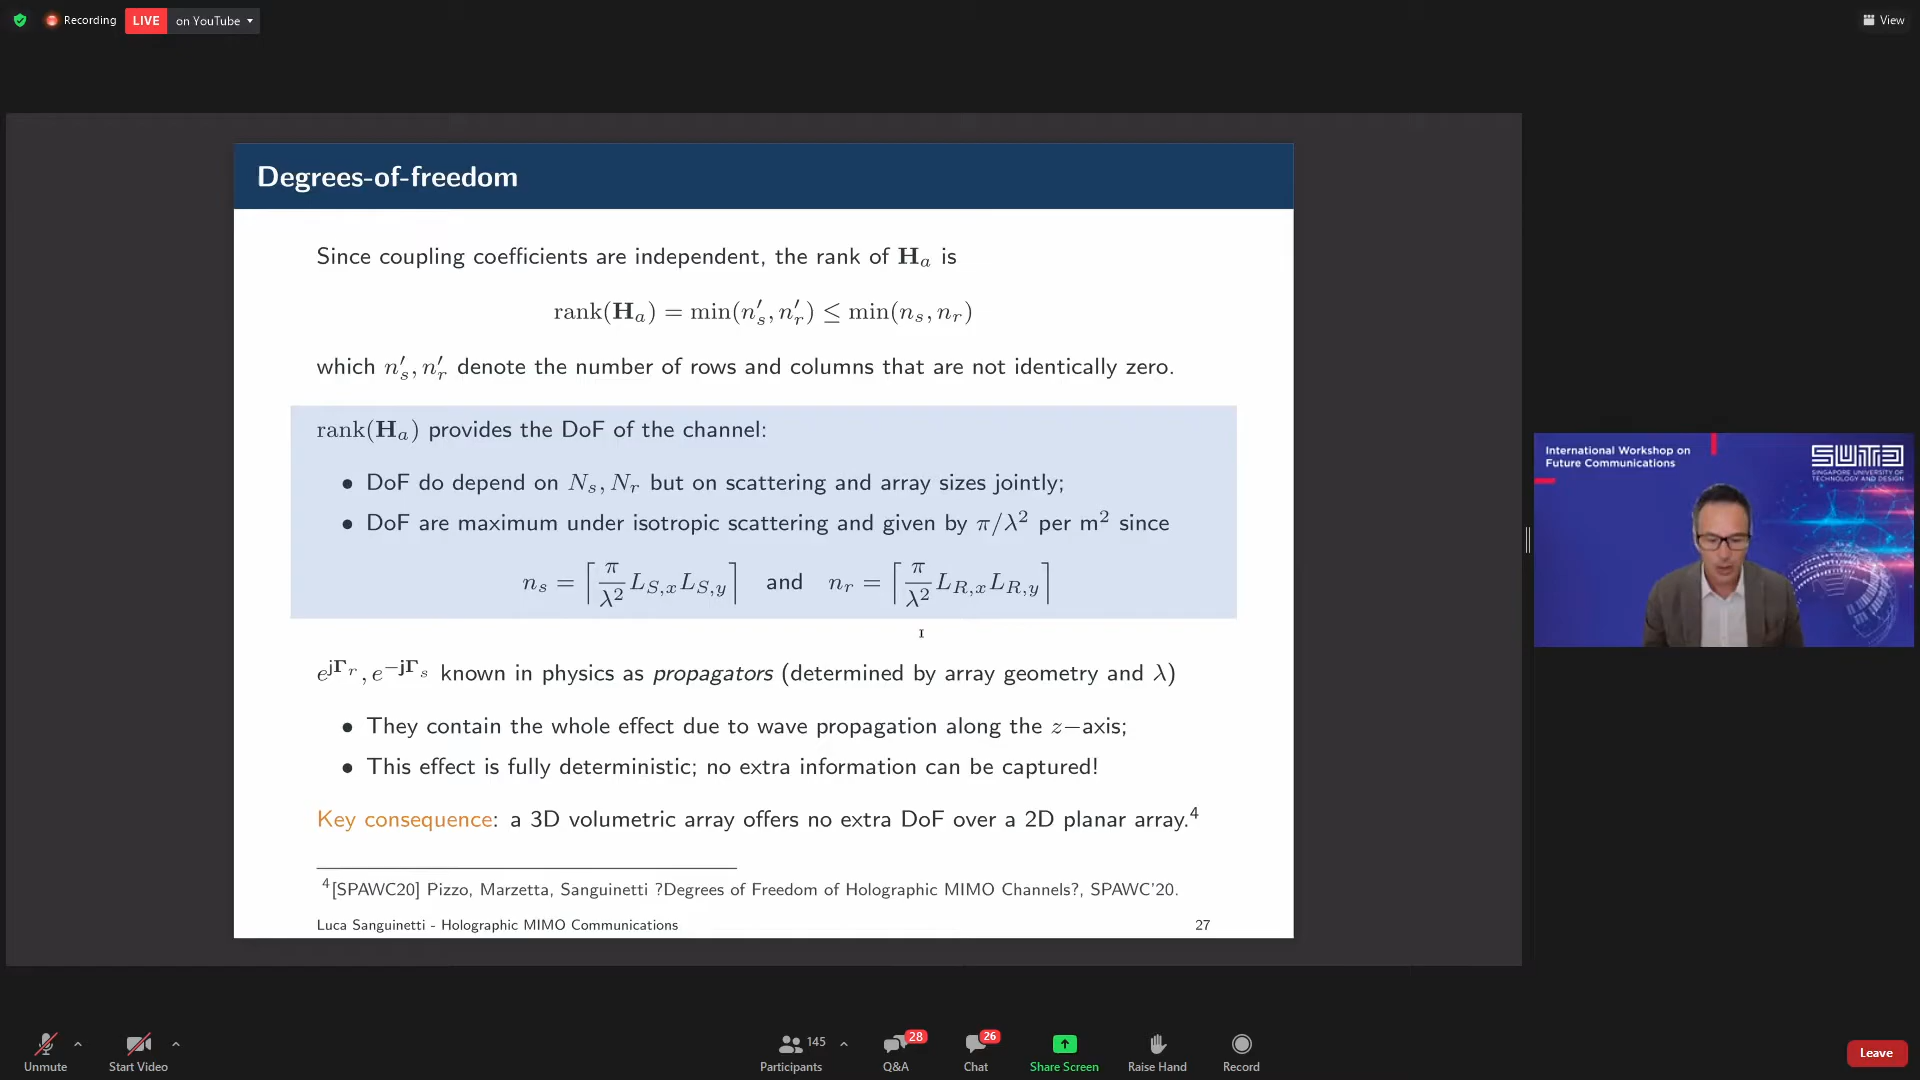 Recording
LIVE on YouTube
View
Degrees-of-freedom
Since coupling coefficients are independent, the rank of H_a is
rank(H_a) = min(n′_s, n′_r) ≤ min(n_s, n_r)
which n′_s, n′_r denote the number of rows and columns that are not identically zero.
rank(H_a) provides the DoF of the channel:
• DoF do depend on N_s, N_r but on scattering and array sizes jointly;
• DoF are maximum under isotropic scattering and given by π/λ² per m² since
n_s = ⌈π/λ² L_{S,x}L_{S,y}⌉ and n_r = ⌈π/λ² L_{R,x}L_{R,y}⌉
e^{jΓ_r}, e^{−jΓ_s} known in physics as propagators (determined by array geometry and λ)
• They contain the whole effect due to wave propagation along the z−axis;
• This effect is fully deterministic; no extra information can be captured!
Key consequence: a 3D volumetric array offers no extra DoF over a 2D planar array.⁴
⁴[SPAWC20] Pizzo, Marzetta, Sanguinetti ?Degrees of Freedom of Holographic MIMO Channels?, SPAWC'20.
Luca Sanguinetti - Holographic MIMO Communications 27
International Workshop on
Future Communications
SUTD
SINGAPORE UNIVERSITY OF
TECHNOLOGY AND DESIGN
Unmute
Start Video
145
Participants
28
Q&A
26
Chat
Share Screen
Raise Hand
Record
Leave